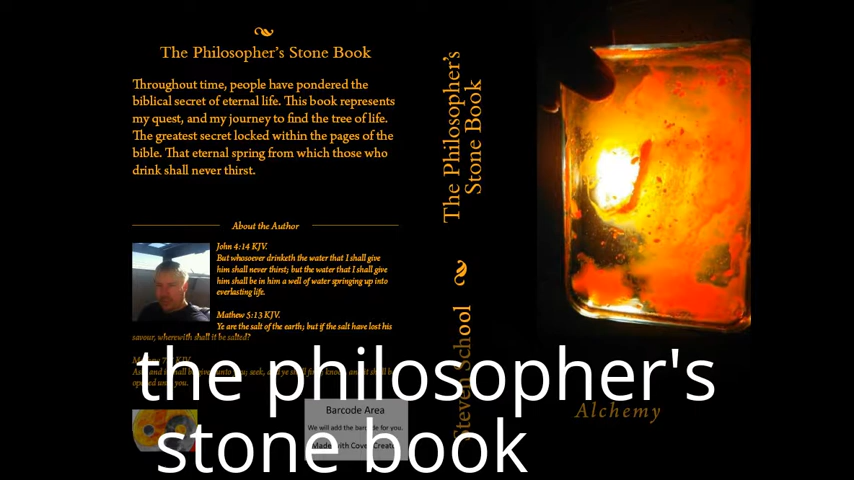 The Philosopher's Stone Book
Throughout time, people have pondered the
biblical secret of eternal life. This book represents
my quest, and my journey to find the tree of life.
The greatest secret locked within the pages of the
bible. That eternal spring from which those who
drink shall never thirst.
About the Author
John 4:14 KJV.
But whosoever drinketh the water that I shall give
him shall never thirst; but the water that I shall give
him shall be in him a well of water springing up into
everlasting life.
Mathew 5:13 KJV.
Ye are the salt of the earth; but if the salt have lost his
savour, wherewith shall it be salted?
Barcode Area
We will add the barcode for you.
Made with Cover Creator
The Philosopher's
Stone Book
Steven School
Alchemy
the philosopher's
stone book